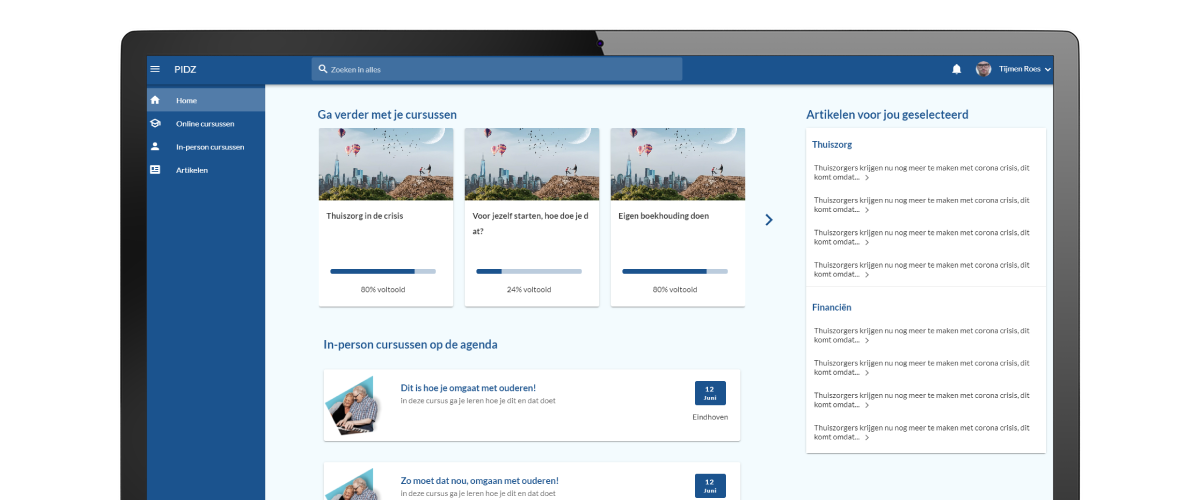 PIDZ
Zoeken in alles
Tijmen Roes
Home
Online cursussen
In-person cursussen
Artikelen
Ga verder met je cursussen
Thuiszorg in de crisis
80% voltooid
Voor jezelf starten, hoe doe je d
at?
24% voltooid
Eigen boekhouding doen
80% voltooid
In-person cursussen op de agenda
Dit is hoe je omgaat met ouderen!
in deze cursus ga je leren hoe je dit en dat doet
12
Juni
Eindhoven
Zo moet dat nou, omgaan met ouderen!
in deze cursus ga je leren hoe je dit en dat doet
12
Juni
Artikelen voor jou geselecteerd
Thuiszorg
Thuiszorgers krijgen nu nog meer te maken met corona crisis, dit
komt omdat...
Thuiszorgers krijgen nu nog meer te maken met corona crisis, dit
komt omdat...
Thuiszorgers krijgen nu nog meer te maken met corona crisis, dit
komt omdat...
Thuiszorgers krijgen nu nog meer te maken met corona crisis, dit
komt omdat...
Financiën
Thuiszorgers krijgen nu nog meer te maken met corona crisis, dit
komt omdat...
Thuiszorgers krijgen nu nog meer te maken met corona crisis, dit
komt omdat...
Thuiszorgers krijgen nu nog meer te maken met corona crisis, dit
komt omdat...
Thuiszorgers krijgen nu nog meer te maken met corona crisis, dit
komt omdat...